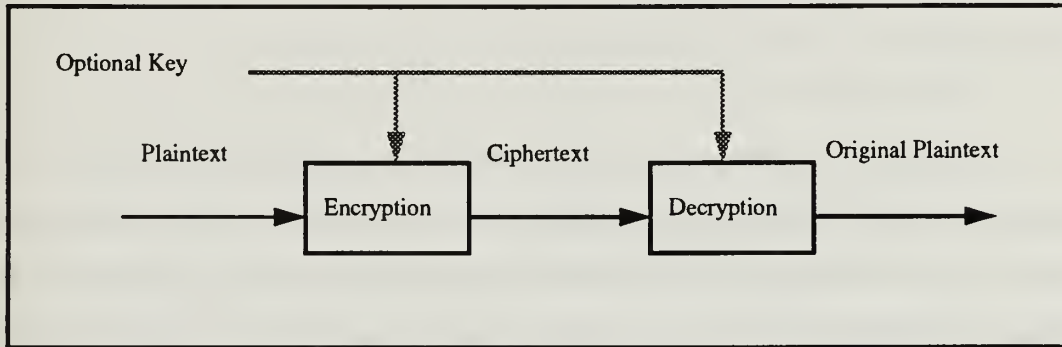 Optional Key
Plaintext
Ciphertext
Original Plaintext
Encryption
Decryption